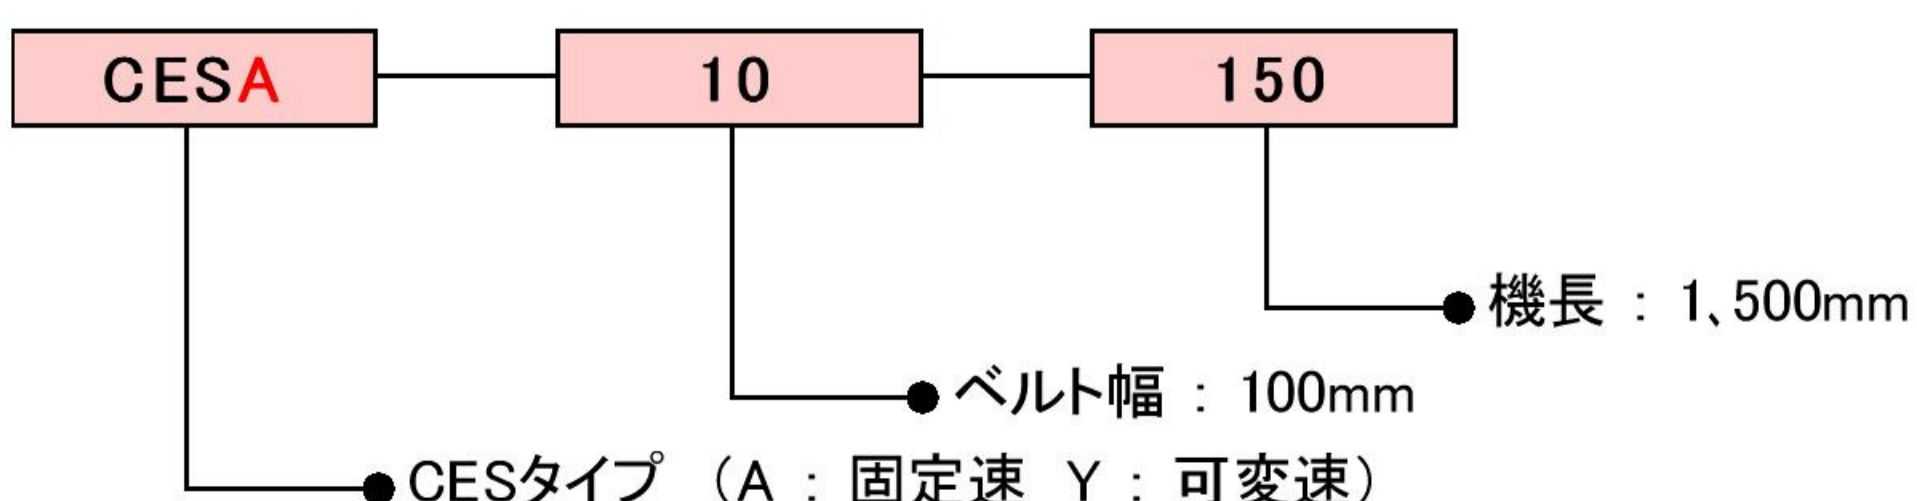 CESA 10 150
機長 : 1、500mm
ベルト幅 : 100mm
CESタイプ (A : 固定速 Y : 可変速)